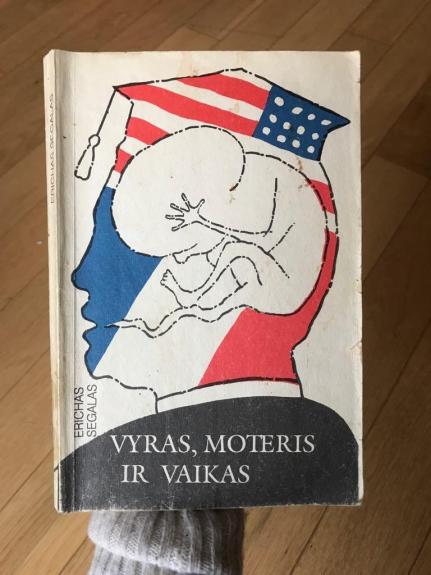 ERICHAS SEGALAS
ERICHAS
SEGALAS
VYRAS, MOTERIS
IR VAIKAS